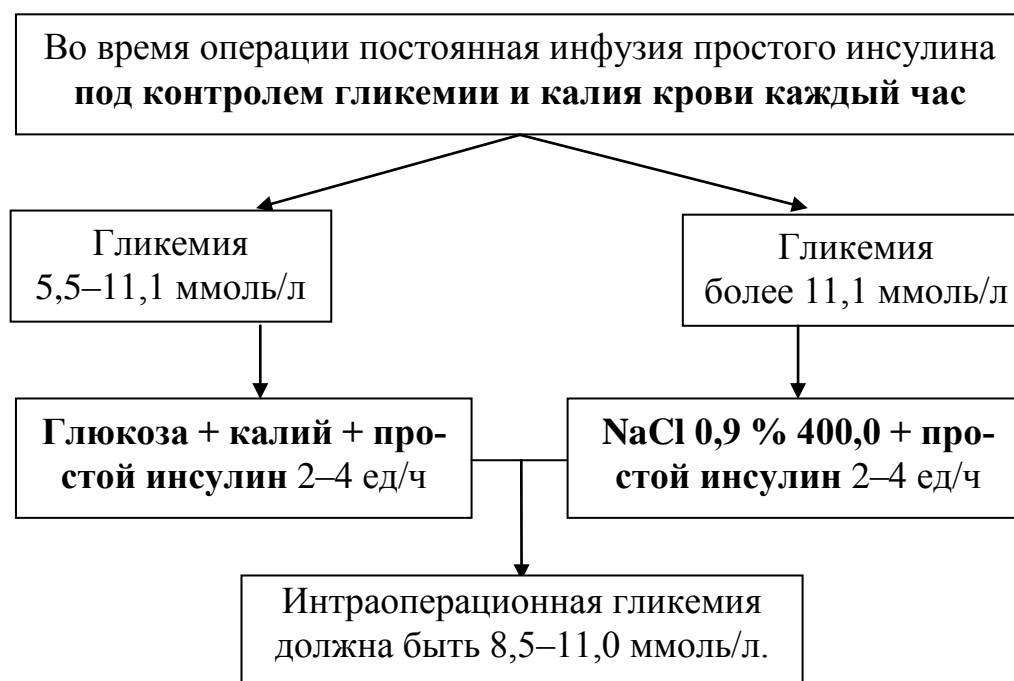 Во время операции постоянная инфузия простого инсулина
под контролем гликемии и калия крови каждый час
Гликемия
5,5–11,1 ммоль/л
Гликемия
более 11,1 ммоль/л
Глюкоза + калий + про-
стой инсулин 2–4 ед/ч
NaCl 0,9 % 400,0 + про-
стой инсулин 2–4 ед/ч
Интраоперационная гликемия
должна быть 8,5–11,0 ммоль/л.